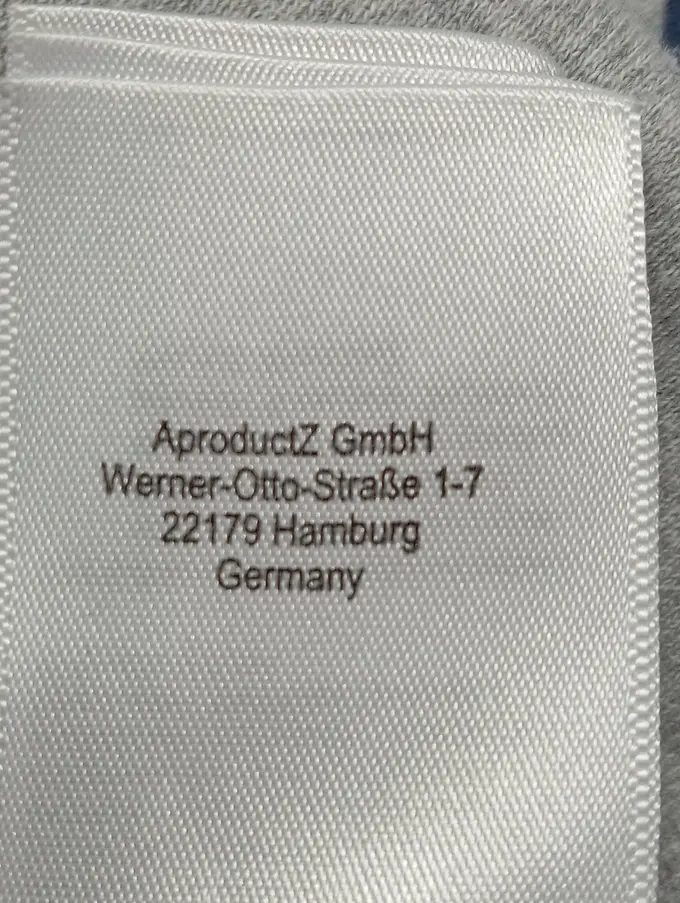 AproductZ GmbH
Werner-Otto-Straße 1-7
22179 Hamburg
Germany